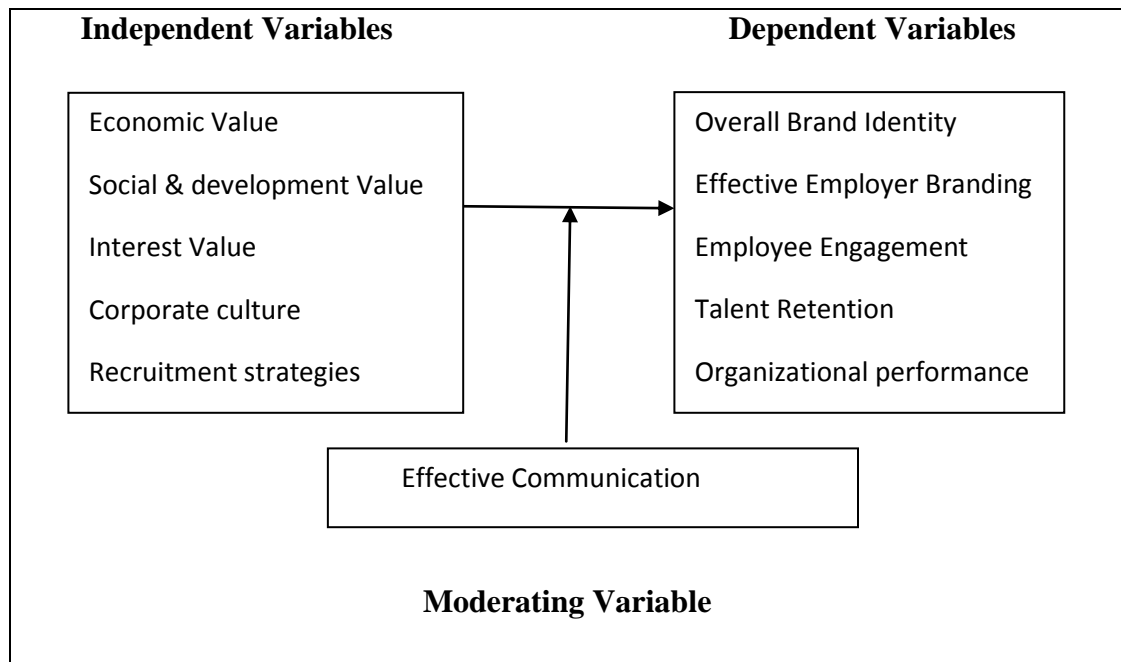 Independent Variables
Dependent Variables
Economic Value
Social & development Value
Interest Value
Corporate culture
Recruitment strategies
Overall Brand Identity
Effective Employer Branding
Employee Engagement
Talent Retention
Organizational performance
Effective Communication
Moderating Variable